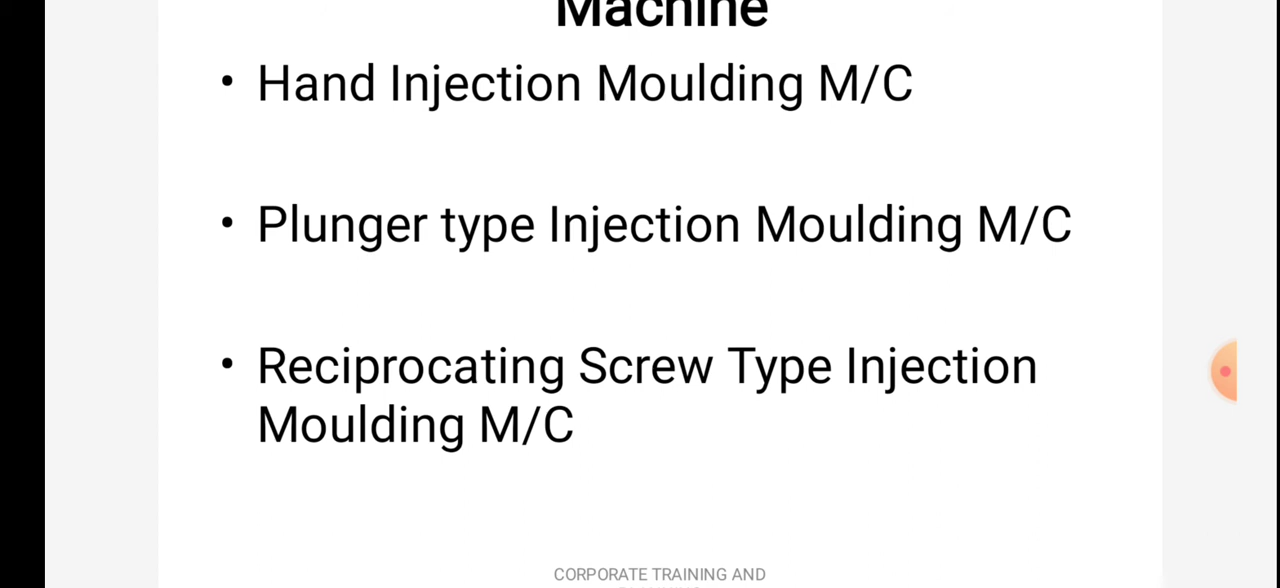 Machine
• Hand Injection Moulding M/C
• Plunger type Injection Moulding M/C
• Reciprocating Screw Type Injection
Moulding M/C
CORPORATE TRAINING AND